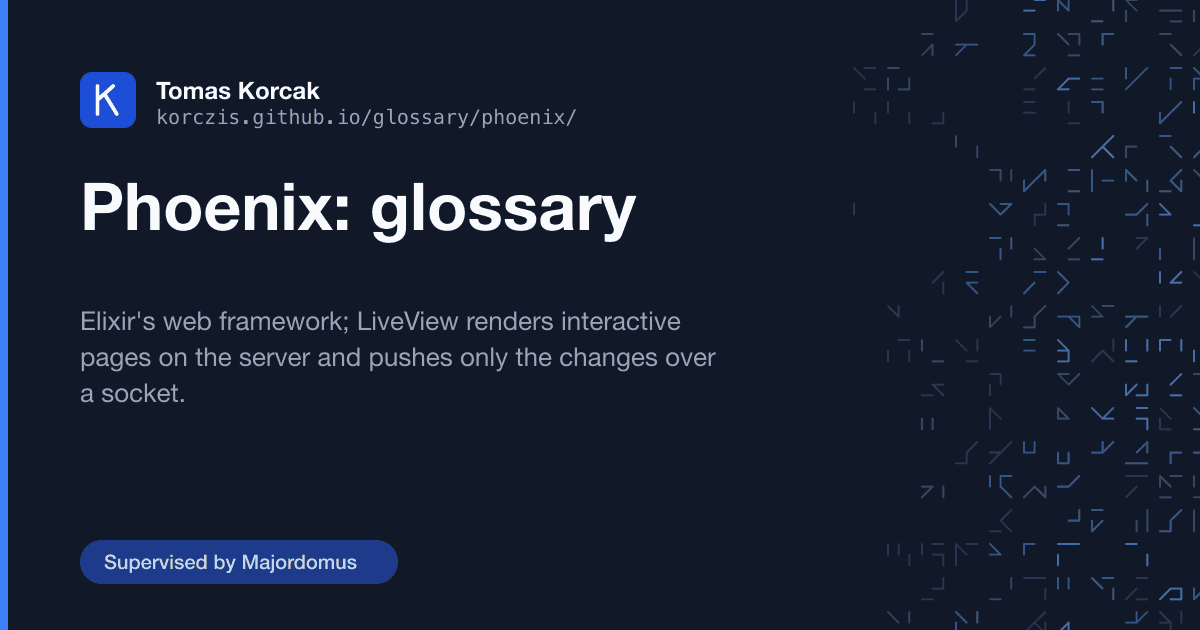 K
Tomas Korcak
korczis.github.io/glossary/phoenix/
Phoenix: glossary
Elixir's web framework; LiveView renders interactive
pages on the server and pushes only the changes over
a socket.
Supervised by Majordomus